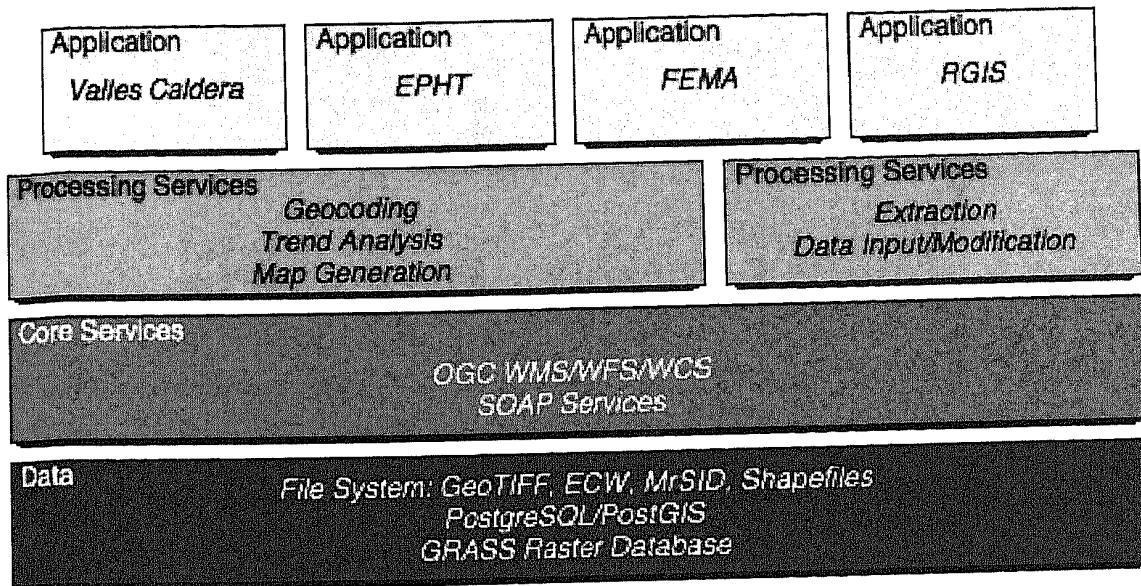 Application
Valles Caldera
Application
EPHT
Application
FEMA
Application
RGIS
Processing Services
Geocoding
Trend Analysis
Map Generation
Processing Services
Extraction
Data Input/Modification
Core Services
OGC WMS/WFS/WCS
SOAP Services
Data
File System: GeoTIFF, ECW, MrSID, Shapefiles
PostgreSQL/PostGIS
GRASS Raster Database